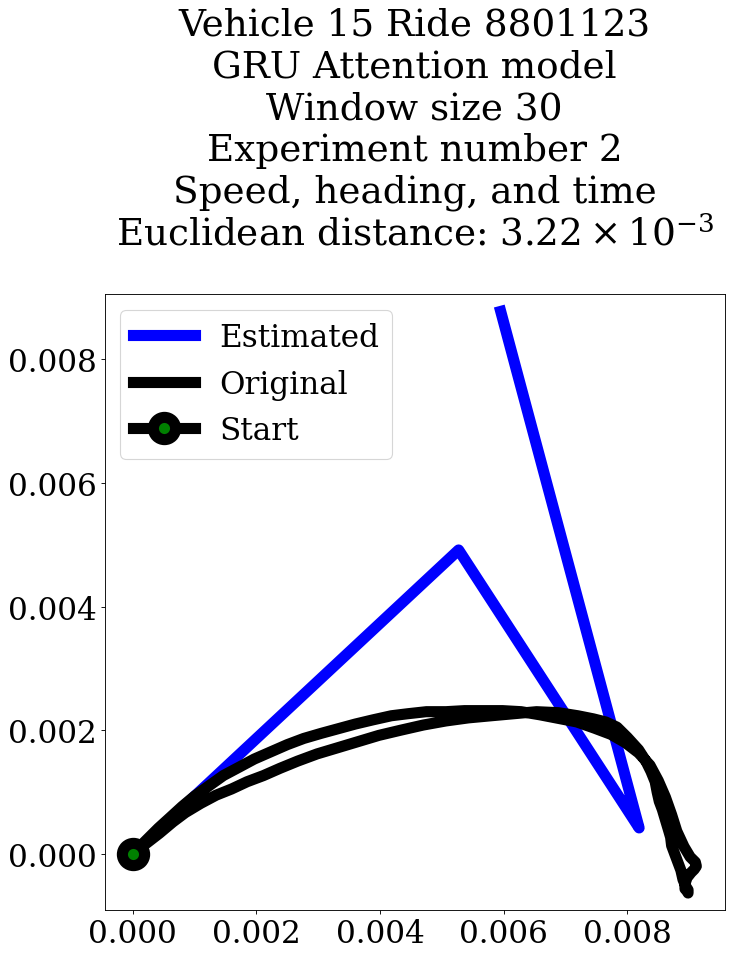 Vehicle 15 Ride 8801123
GRU Attention model
Window size 30
Experiment number 2
Speed, heading, and time
Euclidean distance: 3.22 × 10⁻³
Estimated
Original
Start
0.008
0.006
0.004
0.002
0.000
0.000 0.002 0.004 0.006 0.008